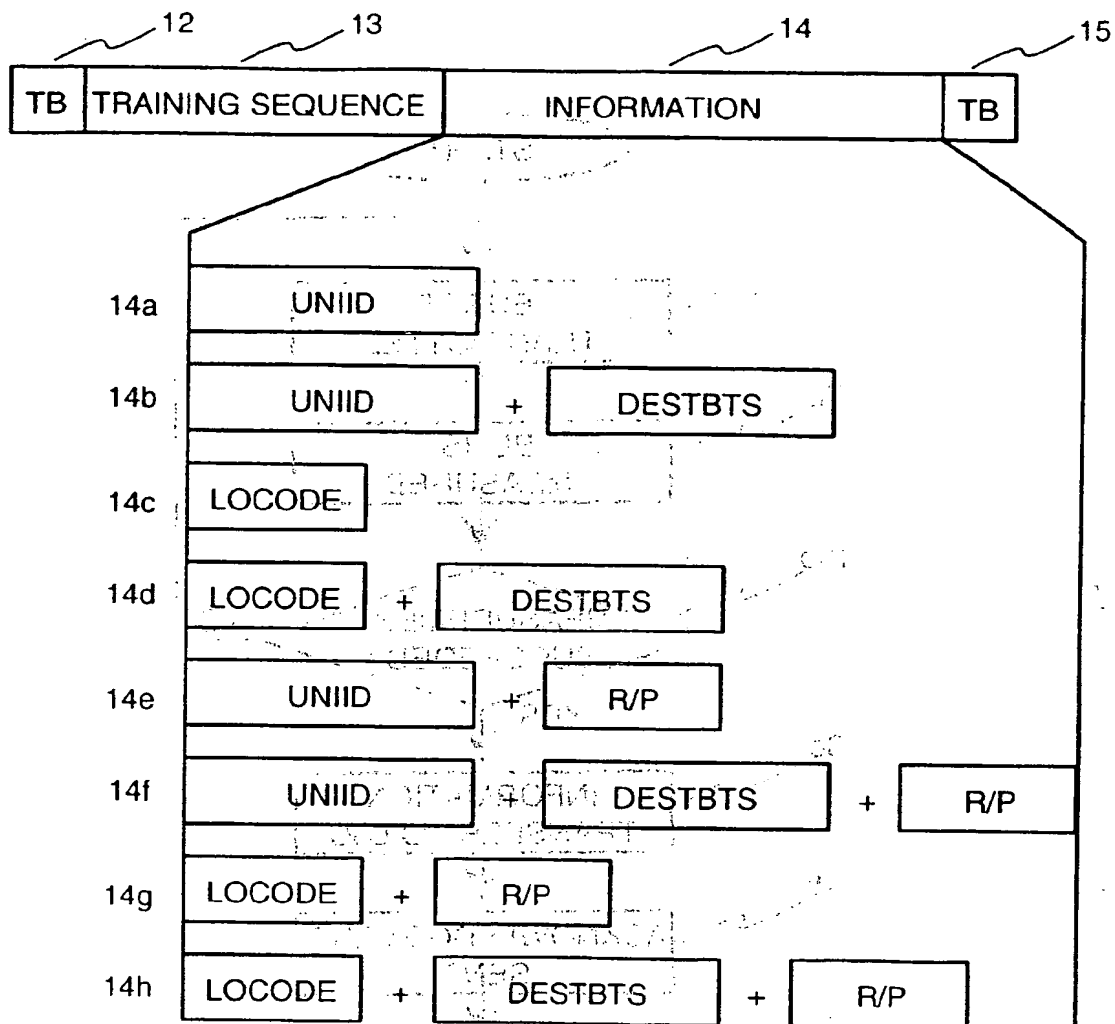 12 13 14 15
TB TRAINING SEQUENCE INFORMATION TB
14a UNIID
14b UNIID + DESTBTS
14c LOCODE
14d LOCODE + DESTBTS
14e UNIID + R/P
14f UNIID + DESTBTS + R/P
14g LOCODE + R/P
14h LOCODE + DESTBTS + R/P